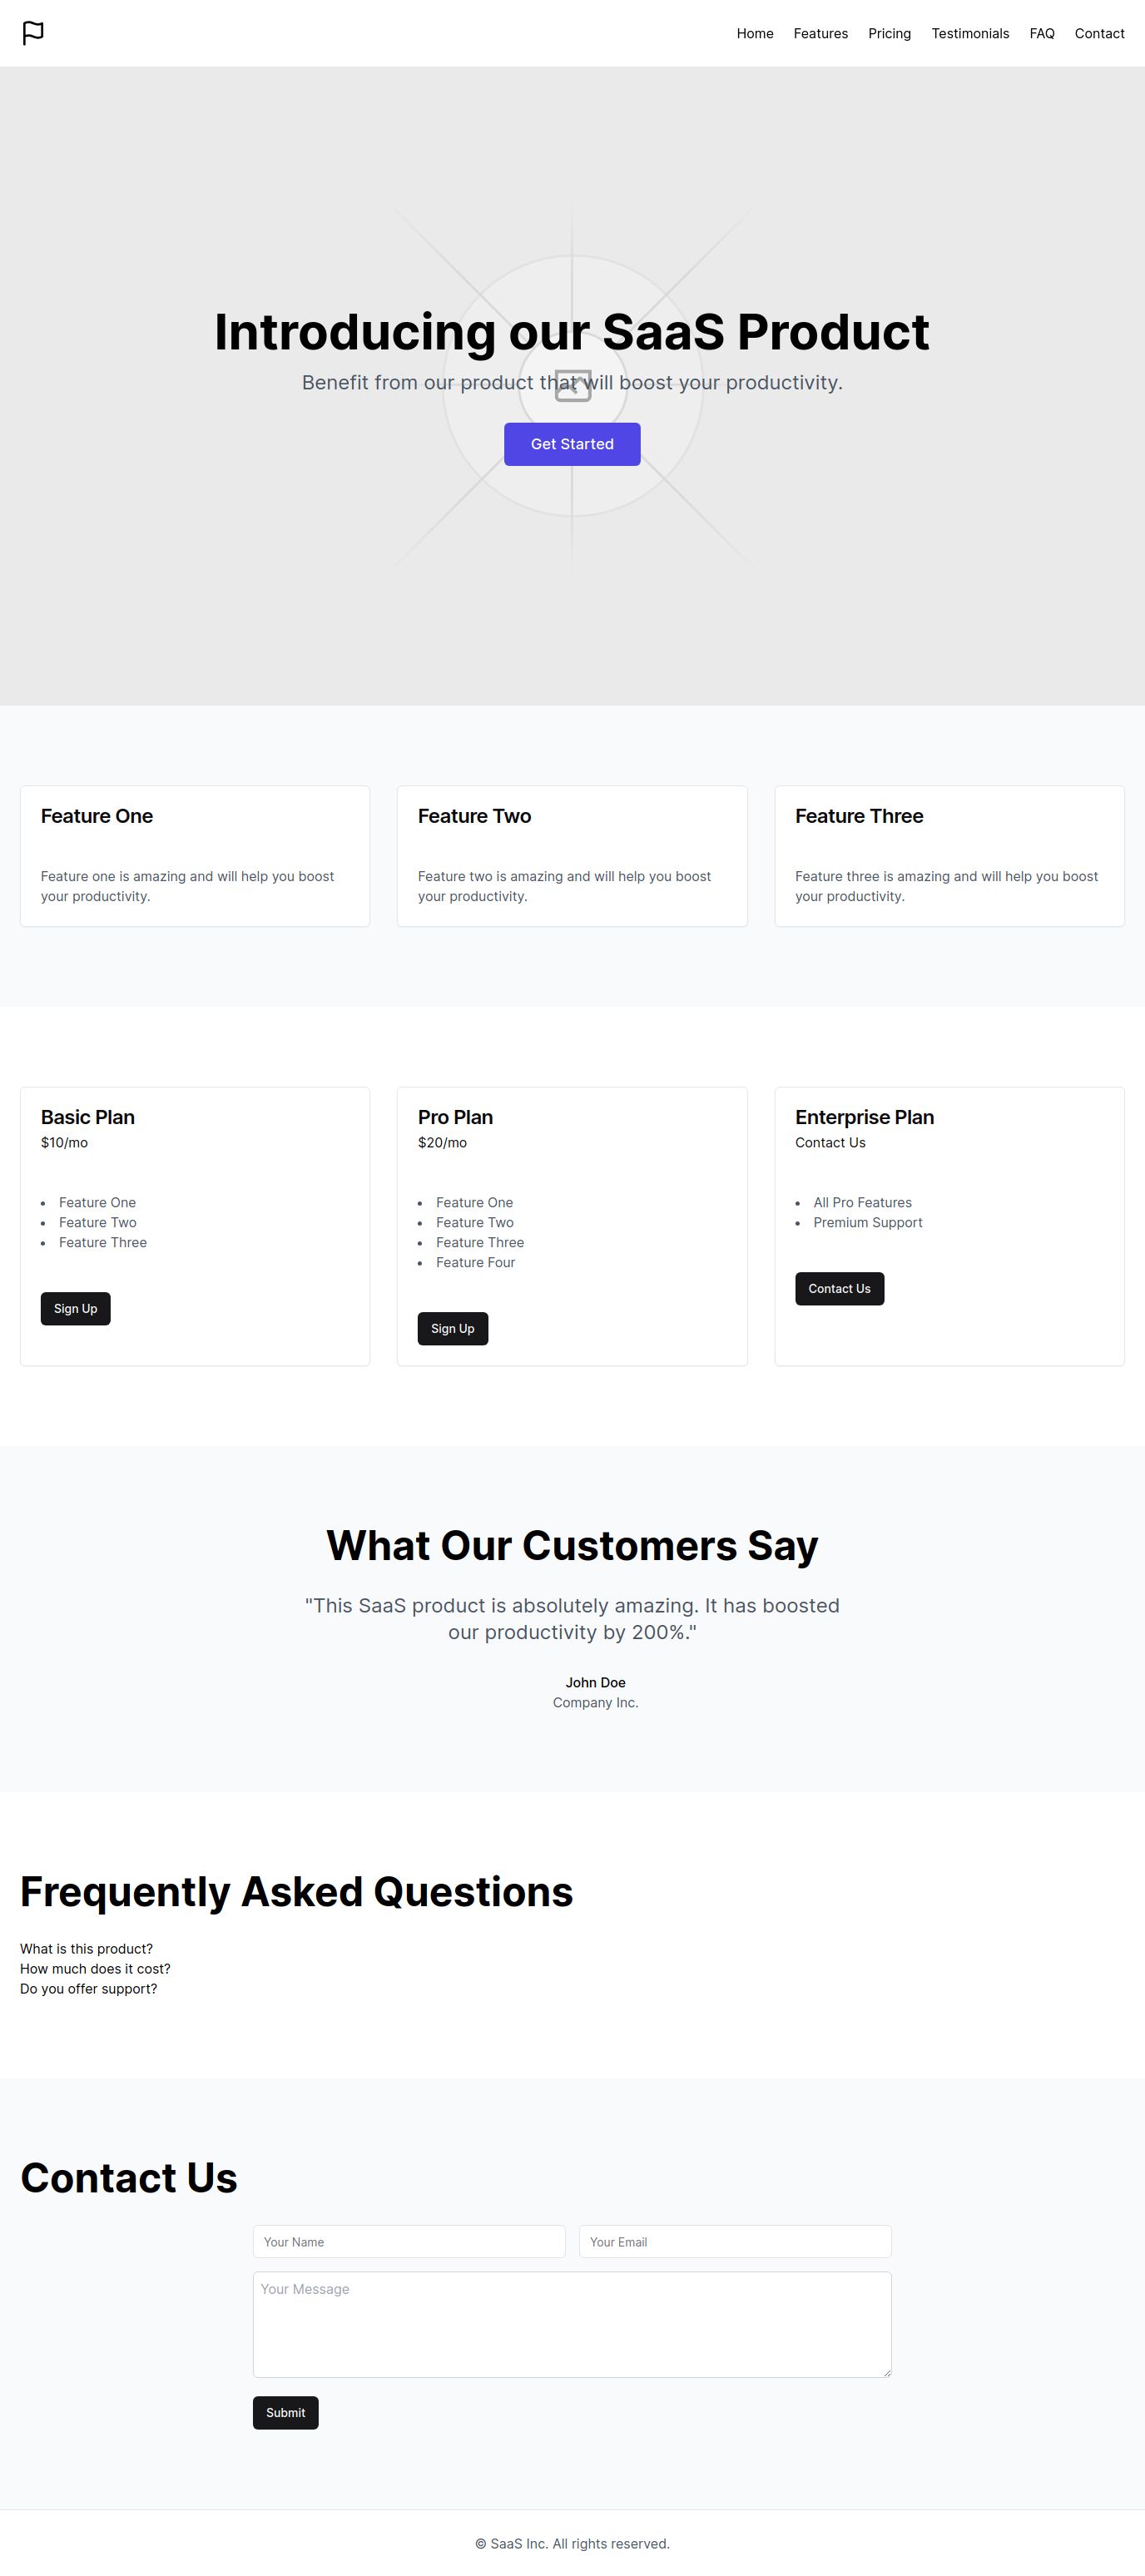 Home Features Pricing Testimonials FAQ Contact
Introducing our SaaS Product
Benefit from our product that will boost your productivity.
Get Started
Feature One
Feature one is amazing and will help you boost
your productivity.
Feature Two
Feature two is amazing and will help you boost
your productivity.
Feature Three
Feature three is amazing and will help you boost
your productivity.
Basic Plan
$10/mo
• Feature One
• Feature Two
• Feature Three
Sign Up
Pro Plan
$20/mo
• Feature One
• Feature Two
• Feature Three
• Feature Four
Sign Up
Enterprise Plan
Contact Us
• All Pro Features
• Premium Support
Contact Us
What Our Customers Say
"This SaaS product is absolutely amazing. It has boosted
our productivity by 200%."
John Doe
Company Inc.
Frequently Asked Questions
What is this product?
How much does it cost?
Do you offer support?
Contact Us
Your Name
Your Email
Your Message
Submit
© SaaS Inc. All rights reserved.